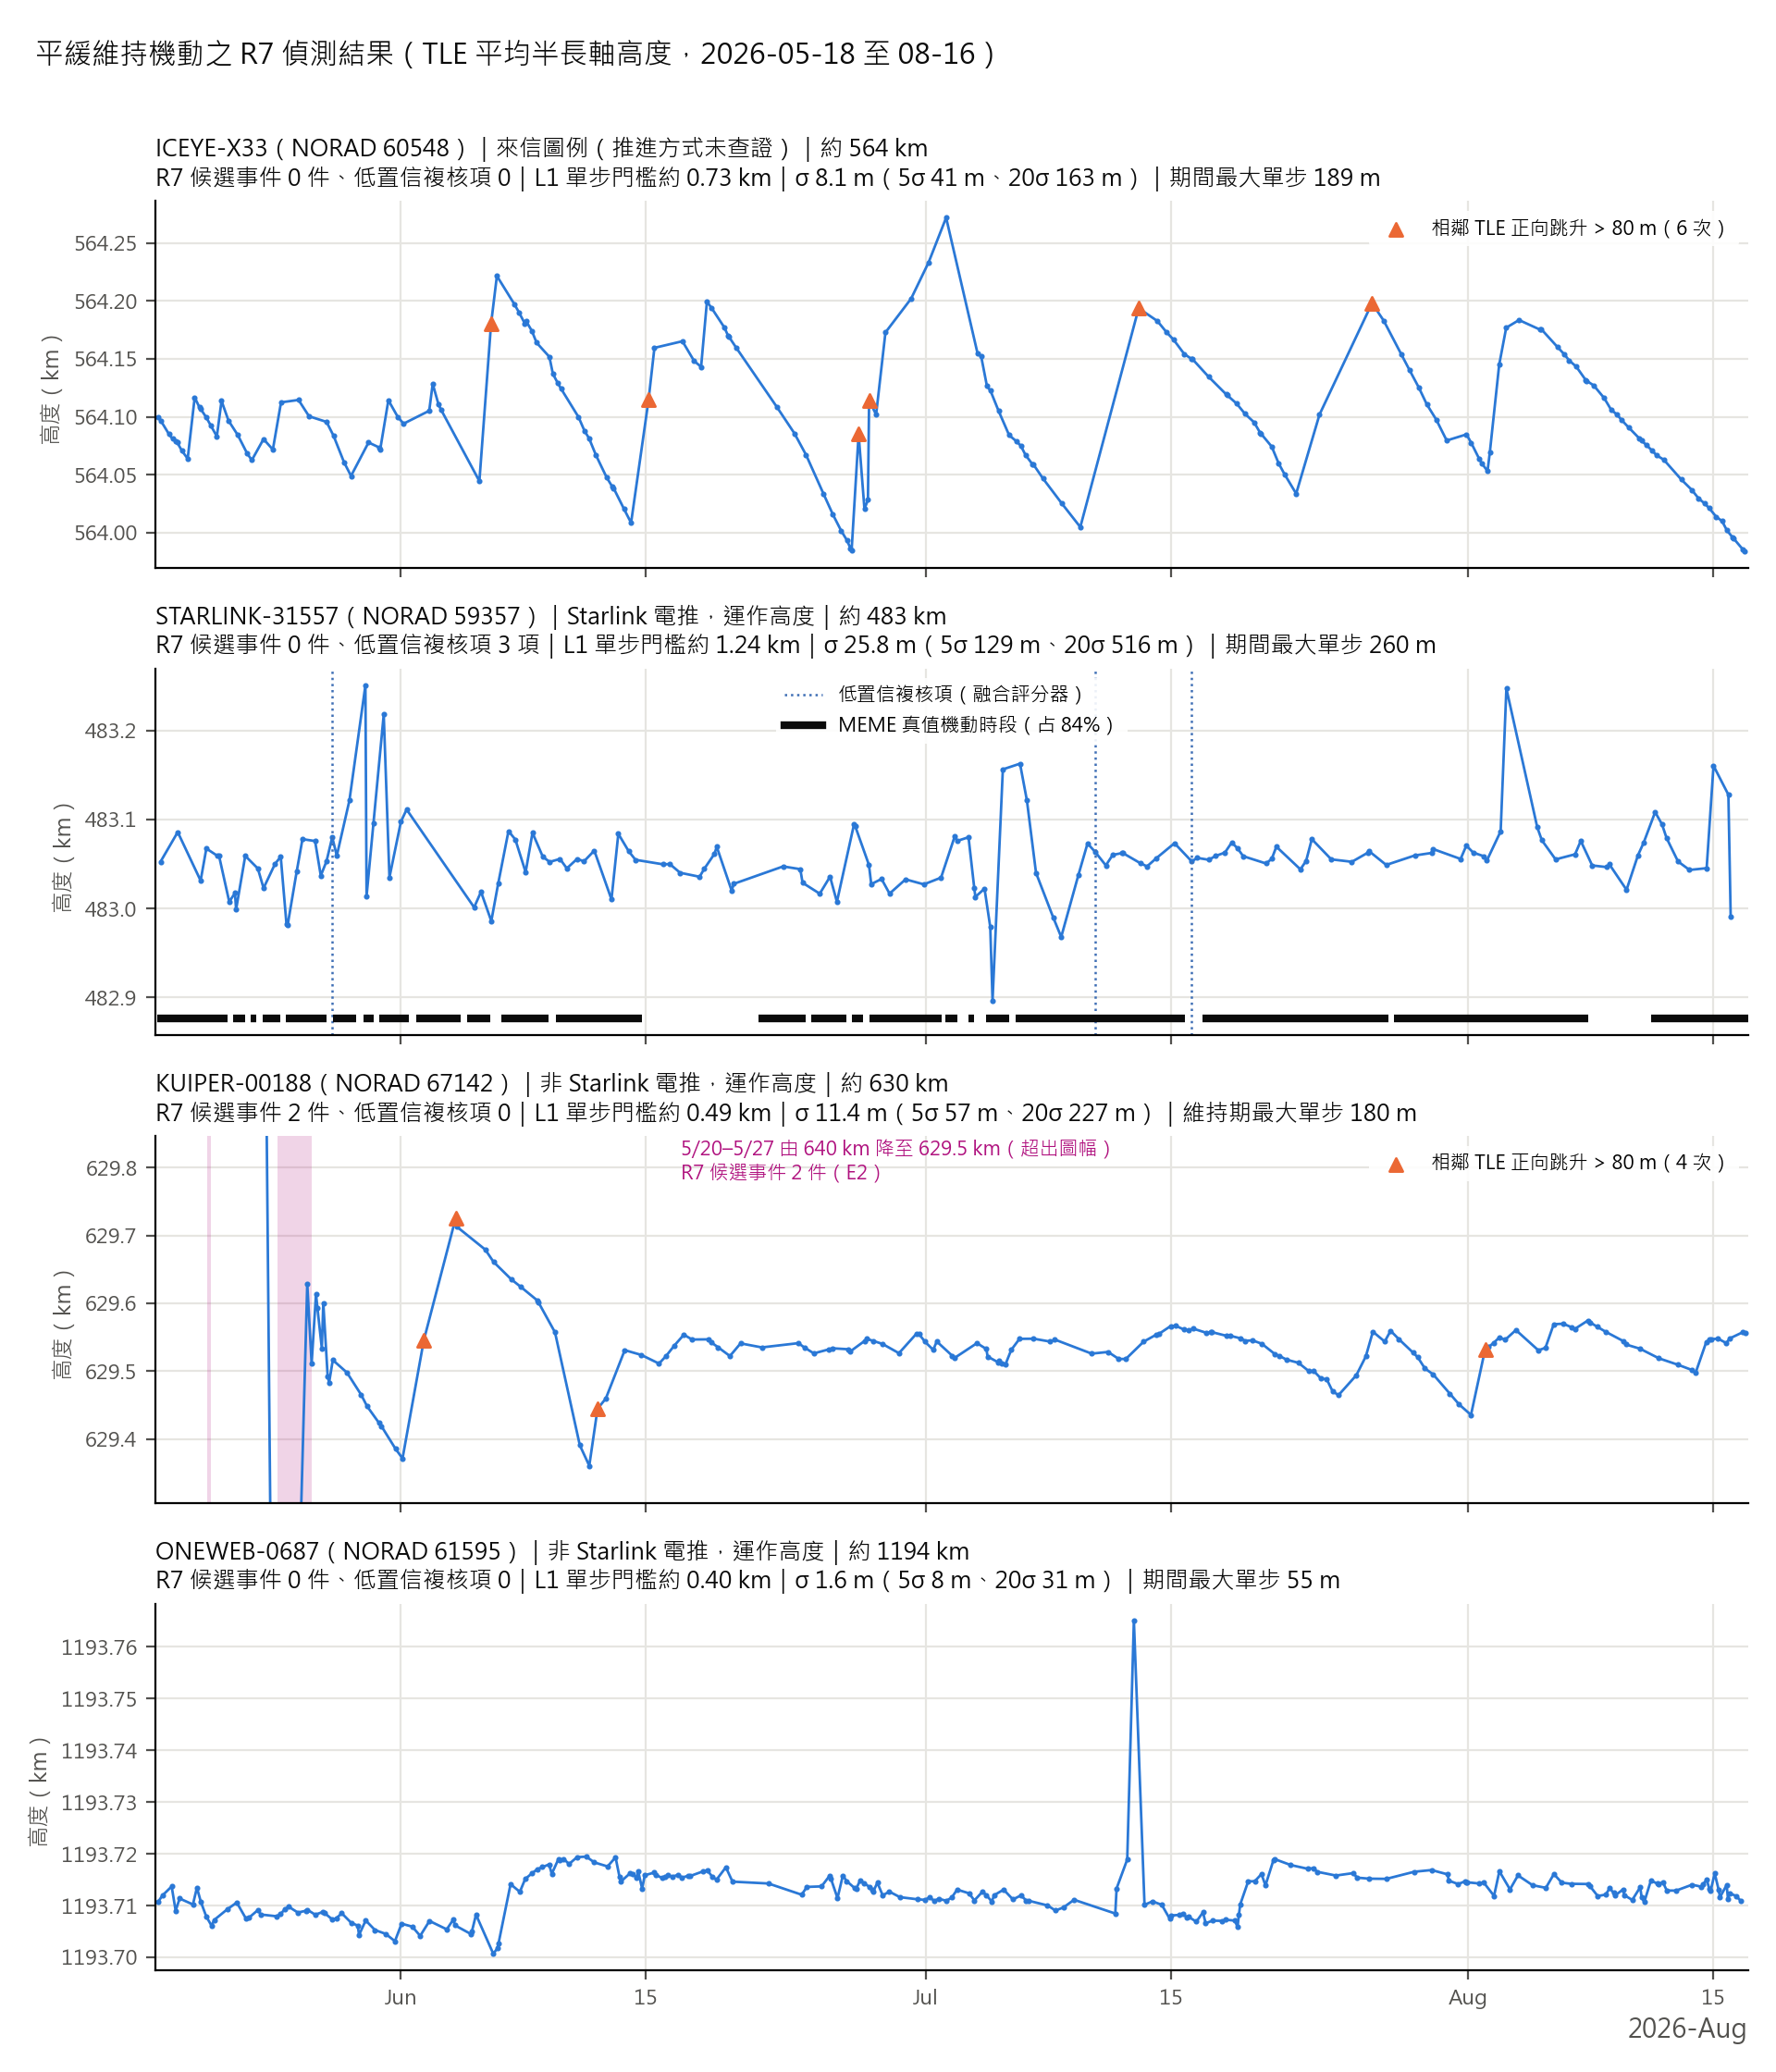 平緩維持機動之 R7 偵測結果（TLE 平均半長軸高度，2026-05-18 至 08-16）
ICEYE-X33（NORAD 60548）｜來信圖例（推進方式未查證）｜約 564 km
R7 候選事件 0 件、低置信複核項 0｜L1 單步門檻約 0.73 km｜σ 8.1 m（5σ 41 m、20σ 163 m）｜期間最大單步 189 m
相鄰 TLE 正向跳升 > 80 m（6 次）
高度（km）
564.25
564.20
564.15
564.10
564.05
564.00
STARLINK-31557（NORAD 59357）｜Starlink 電推，運作高度｜約 483 km
R7 候選事件 0 件、低置信複核項 3 項｜L1 單步門檻約 1.24 km｜σ 25.8 m（5σ 129 m、20σ 516 m）｜期間最大單步 260 m
低置信複核項（融合評分器）
MEME 真值機動時段（占 84%）
高度（km）
483.2
483.1
483.0
482.9
KUIPER-00188（NORAD 67142）｜非 Starlink 電推，運作高度｜約 630 km
R7 候選事件 2 件、低置信複核項 0｜L1 單步門檻約 0.49 km｜σ 11.4 m（5σ 57 m、20σ 227 m）｜維持期最大單步 180 m
5/20–5/27 由 640 km 降至 629.5 km（超出圖幅）
R7 候選事件 2 件（E2）
相鄰 TLE 正向跳升 > 80 m（4 次）
高度（km）
629.8
629.7
629.6
629.5
629.4
ONEWEB-0687（NORAD 61595）｜非 Starlink 電推，運作高度｜約 1194 km
R7 候選事件 0 件、低置信複核項 0｜L1 單步門檻約 0.40 km｜σ 1.6 m（5σ 8 m、20σ 31 m）｜期間最大單步 55 m
高度（km）
1193.76
1193.75
1193.74
1193.73
1193.72
1193.71
1193.70
Jun 15 Jul 15 Aug 15
2026-Aug